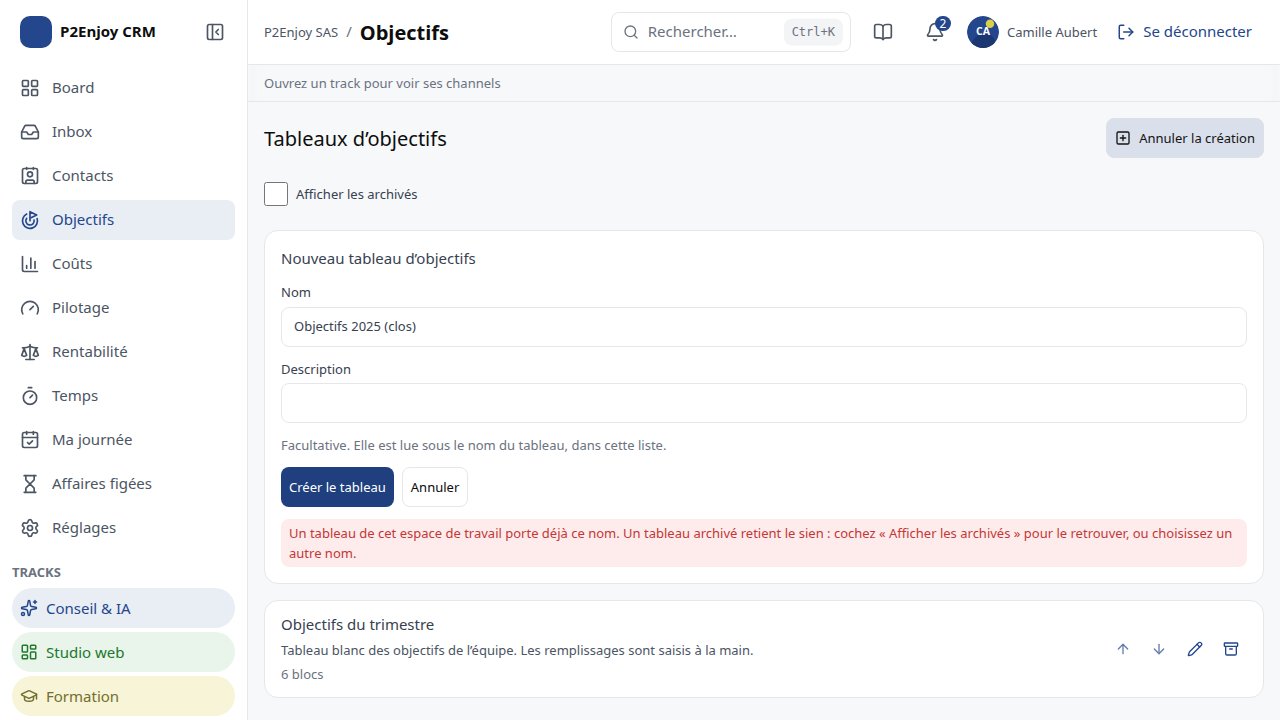 P2Enjoy CRM
Board
Inbox
Contacts
Objectifs
Coûts
Pilotage
Rentabilité
Temps
Ma journée
Affaires figées
Réglages
TRACKS
Conseil & IA
Studio web
Formation
P2Enjoy SAS / Objectifs
Rechercher... Ctrl+K
2
CA Camille Aubert
Se déconnecter
Ouvrez un track pour voir ses channels
Tableaux d’objectifs
Annuler la création
Afficher les archivés
Nouveau tableau d’objectifs
Nom
Objectifs 2025 (clos)
Description
Facultative. Elle est lue sous le nom du tableau, dans cette liste.
Créer le tableau Annuler
Un tableau de cet espace de travail porte déjà ce nom. Un tableau archivé retient le sien : cochez « Afficher les archivés » pour le retrouver, ou choisissez un
autre nom.
Objectifs du trimestre
Tableau blanc des objectifs de l’équipe. Les remplissages sont saisis à la main.
6 blocs